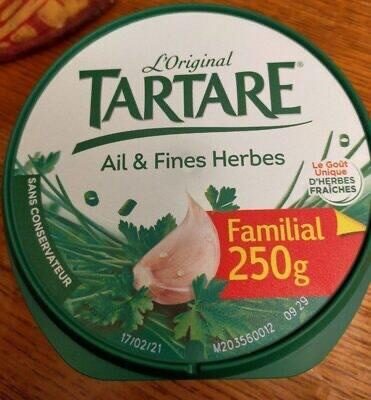 L'Original
TARTARE®
Ail & Fines Herbes
Le Goût
Unique
D'HERBES
FRAÎCHES
SANS CONSERVATEUR
Familial
250g
17/02/21
M203560012
09 29